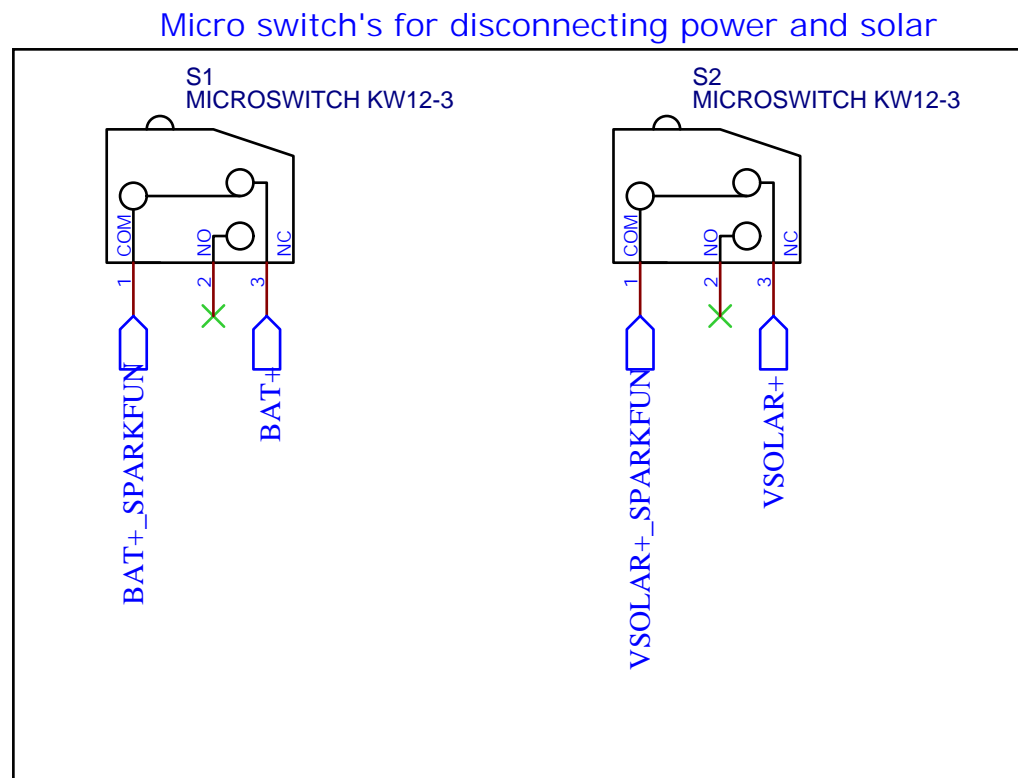 Micro switch's for disconnecting power and solar
S1
MICROSWITCH KW12-3
COM
NO
NC
1
2
3
BAT+_SPARKFUN
BAT+
S2
MICROSWITCH KW12-3
COM
NO
NC
1
2
3
VSOLAR+_SPARKFUN
VSOLAR+